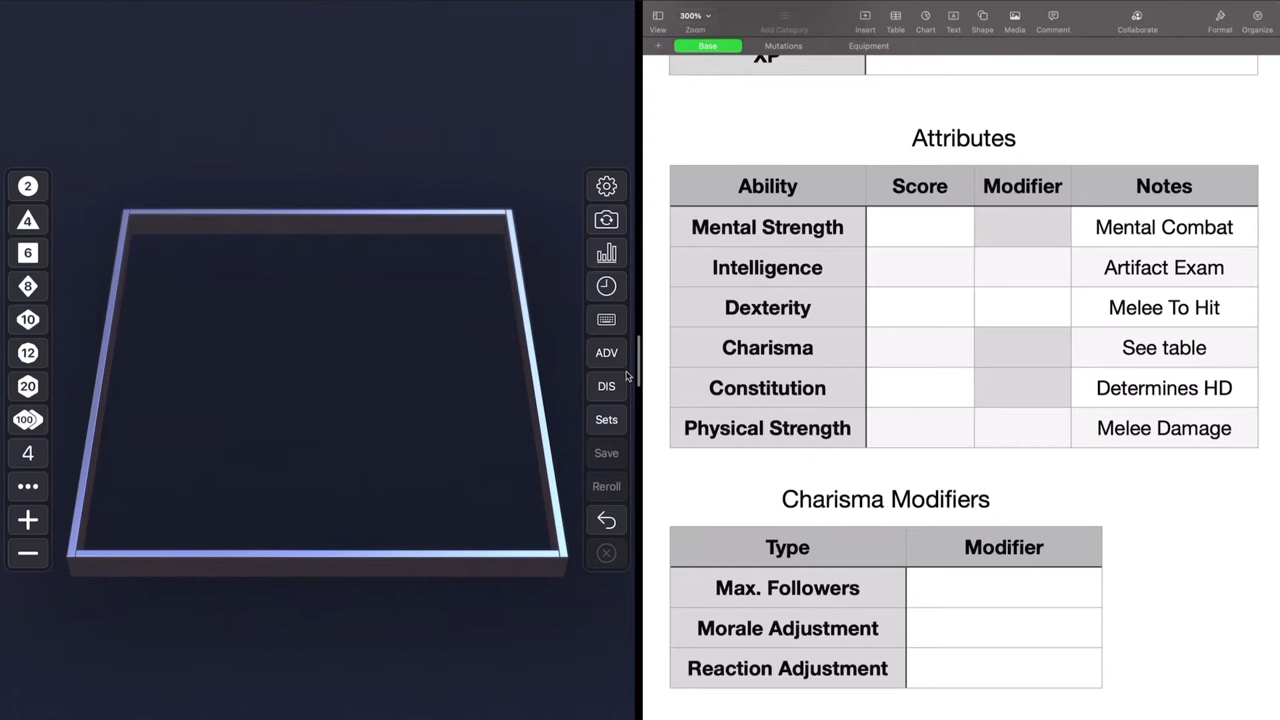 300%
View
Zoom
Add Category
Insert
Table
Chart
Text
Shape
Media
Comment
Collaborate
Format
Organize
Base
Mutations
Equipment
XP
Attributes
Ability Score Modifier Notes
Mental Strength Mental Combat
Intelligence Artifact Exam
Dexterity Melee To Hit
Charisma See table
Constitution Determines HD
Physical Strength Melee Damage
Charisma Modifiers
Type Modifier
Max. Followers
Morale Adjustment
Reaction Adjustment
2
4
6
8
10
12
20
100
4
ADV
DIS
Sets
Save
Reroll